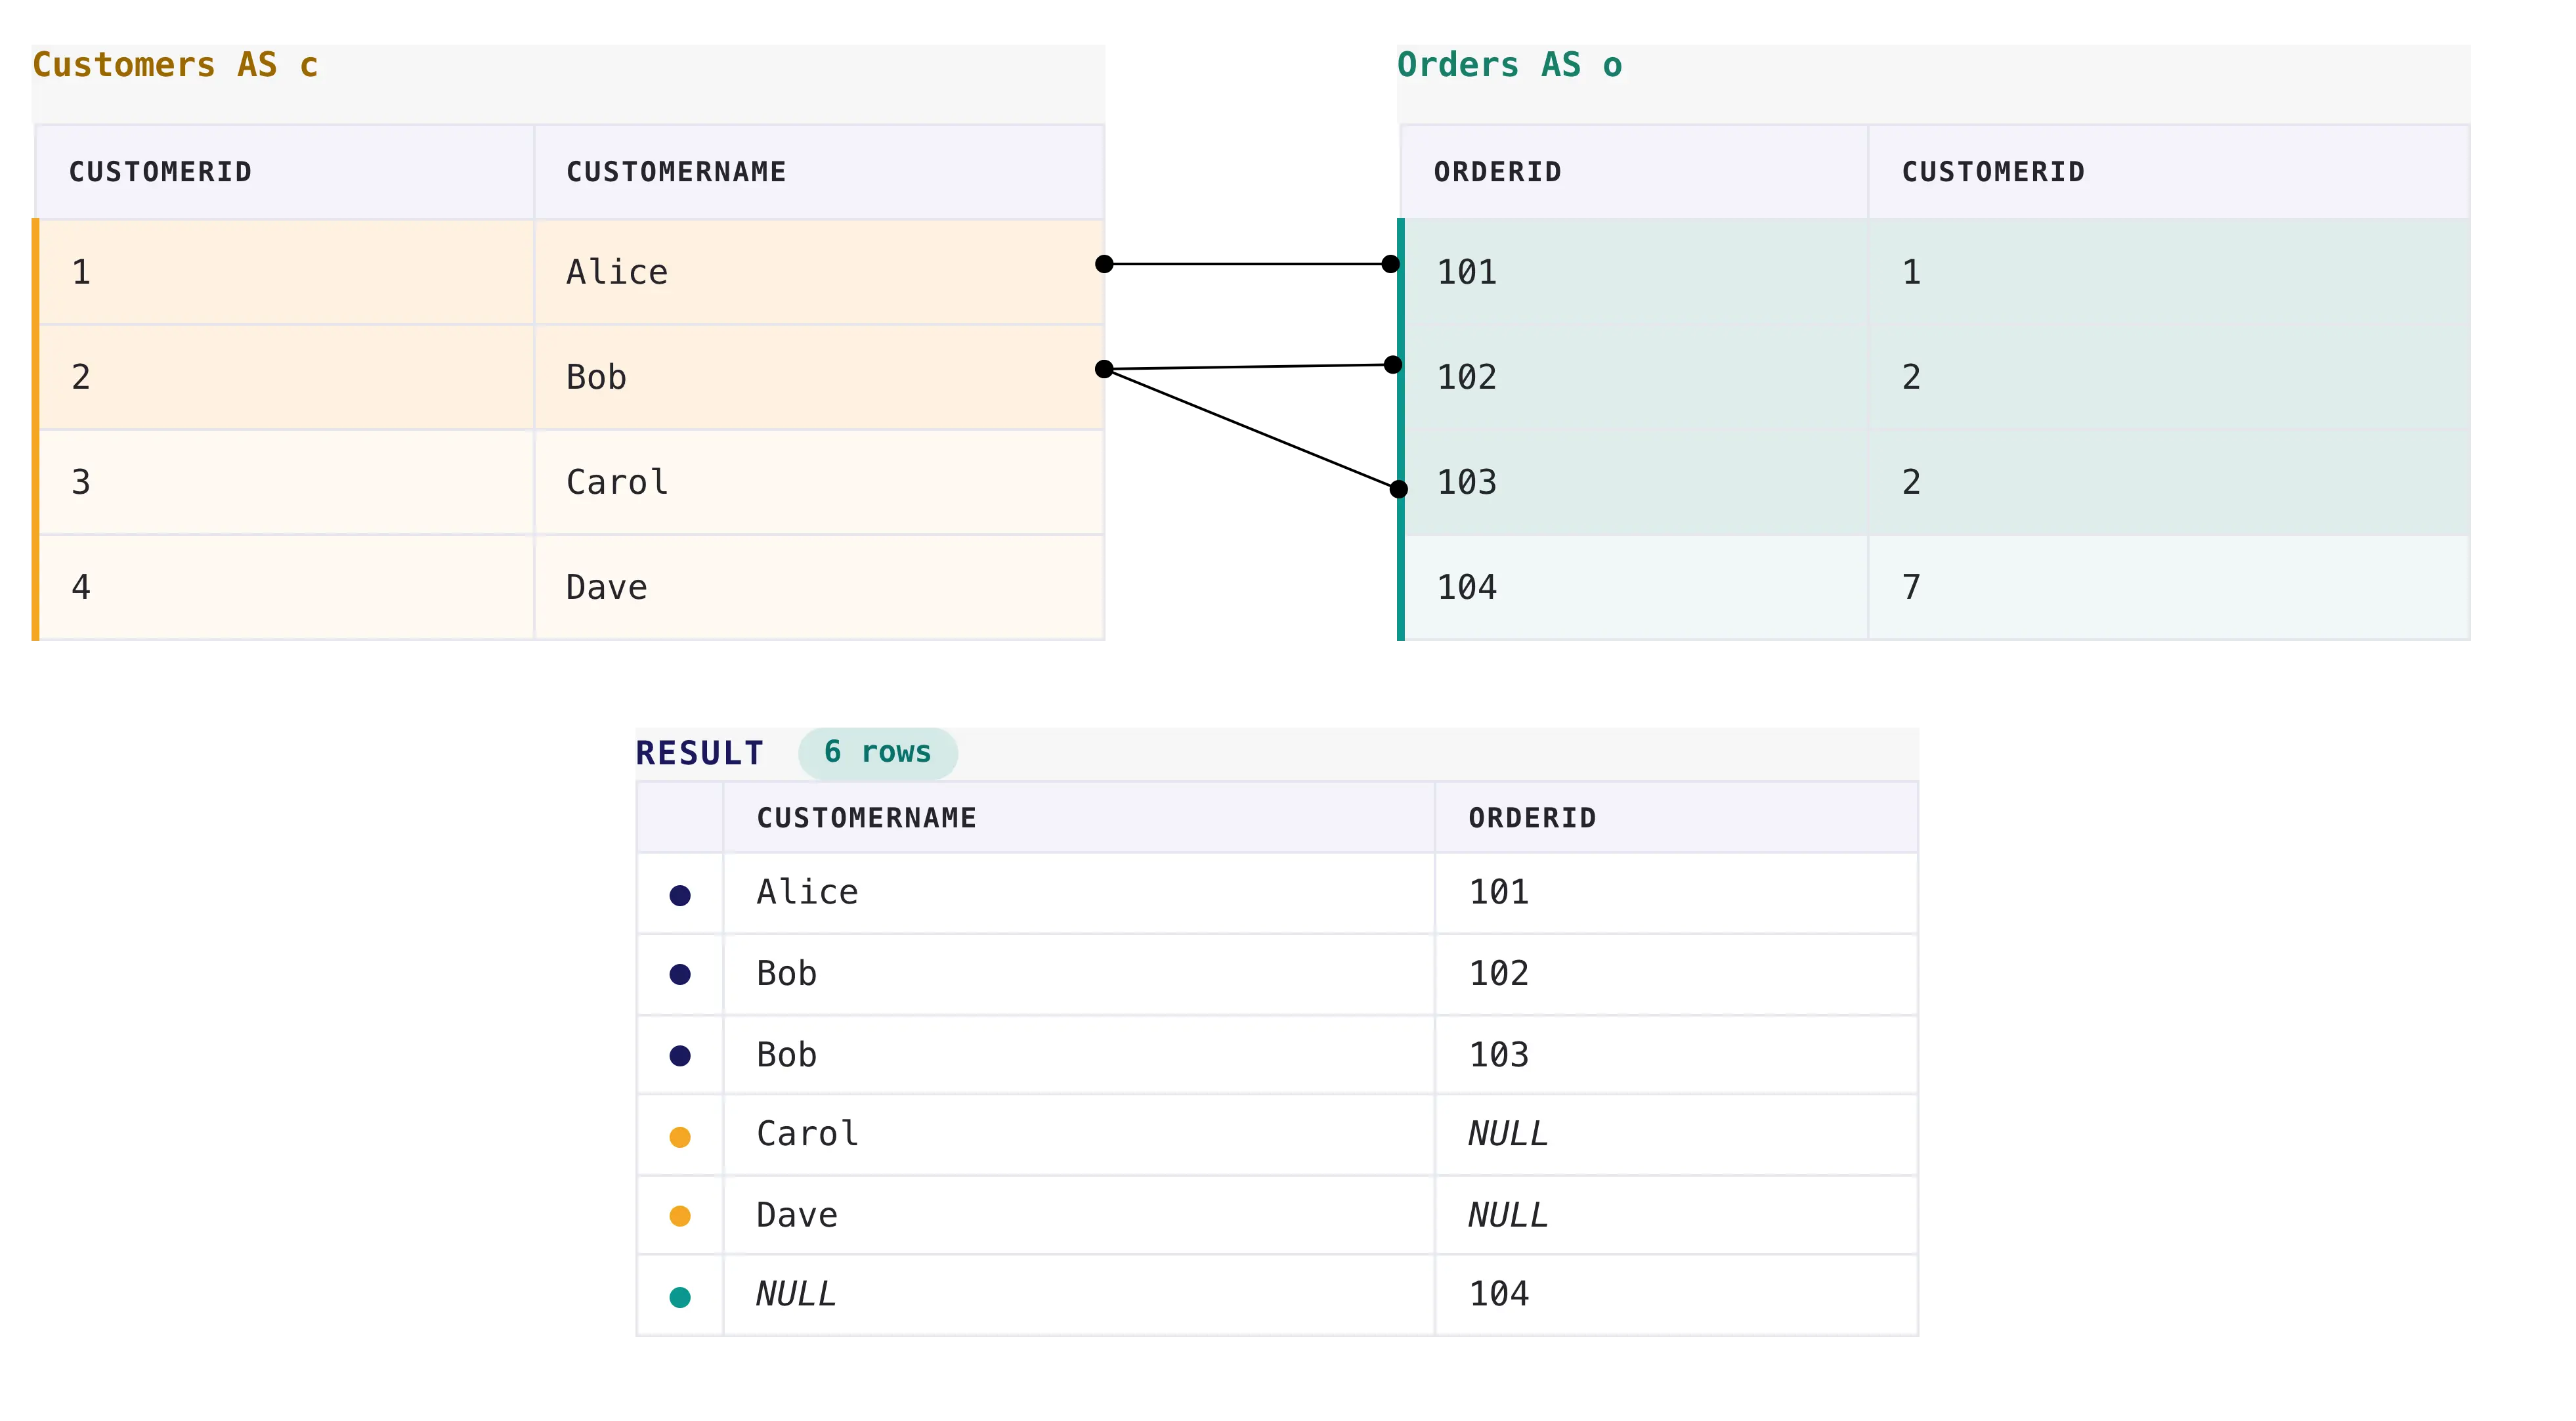 Customers AS c
CUSTOMERID CUSTOMERNAME
1 Alice
2 Bob
3 Carol
4 Dave
Orders AS o
ORDERID CUSTOMERID
101 1
102 2
103 2
104 7
RESULT 6 rows
CUSTOMERNAME ORDERID
Alice 101
Bob 102
Bob 103
Carol NULL
Dave NULL
NULL 104